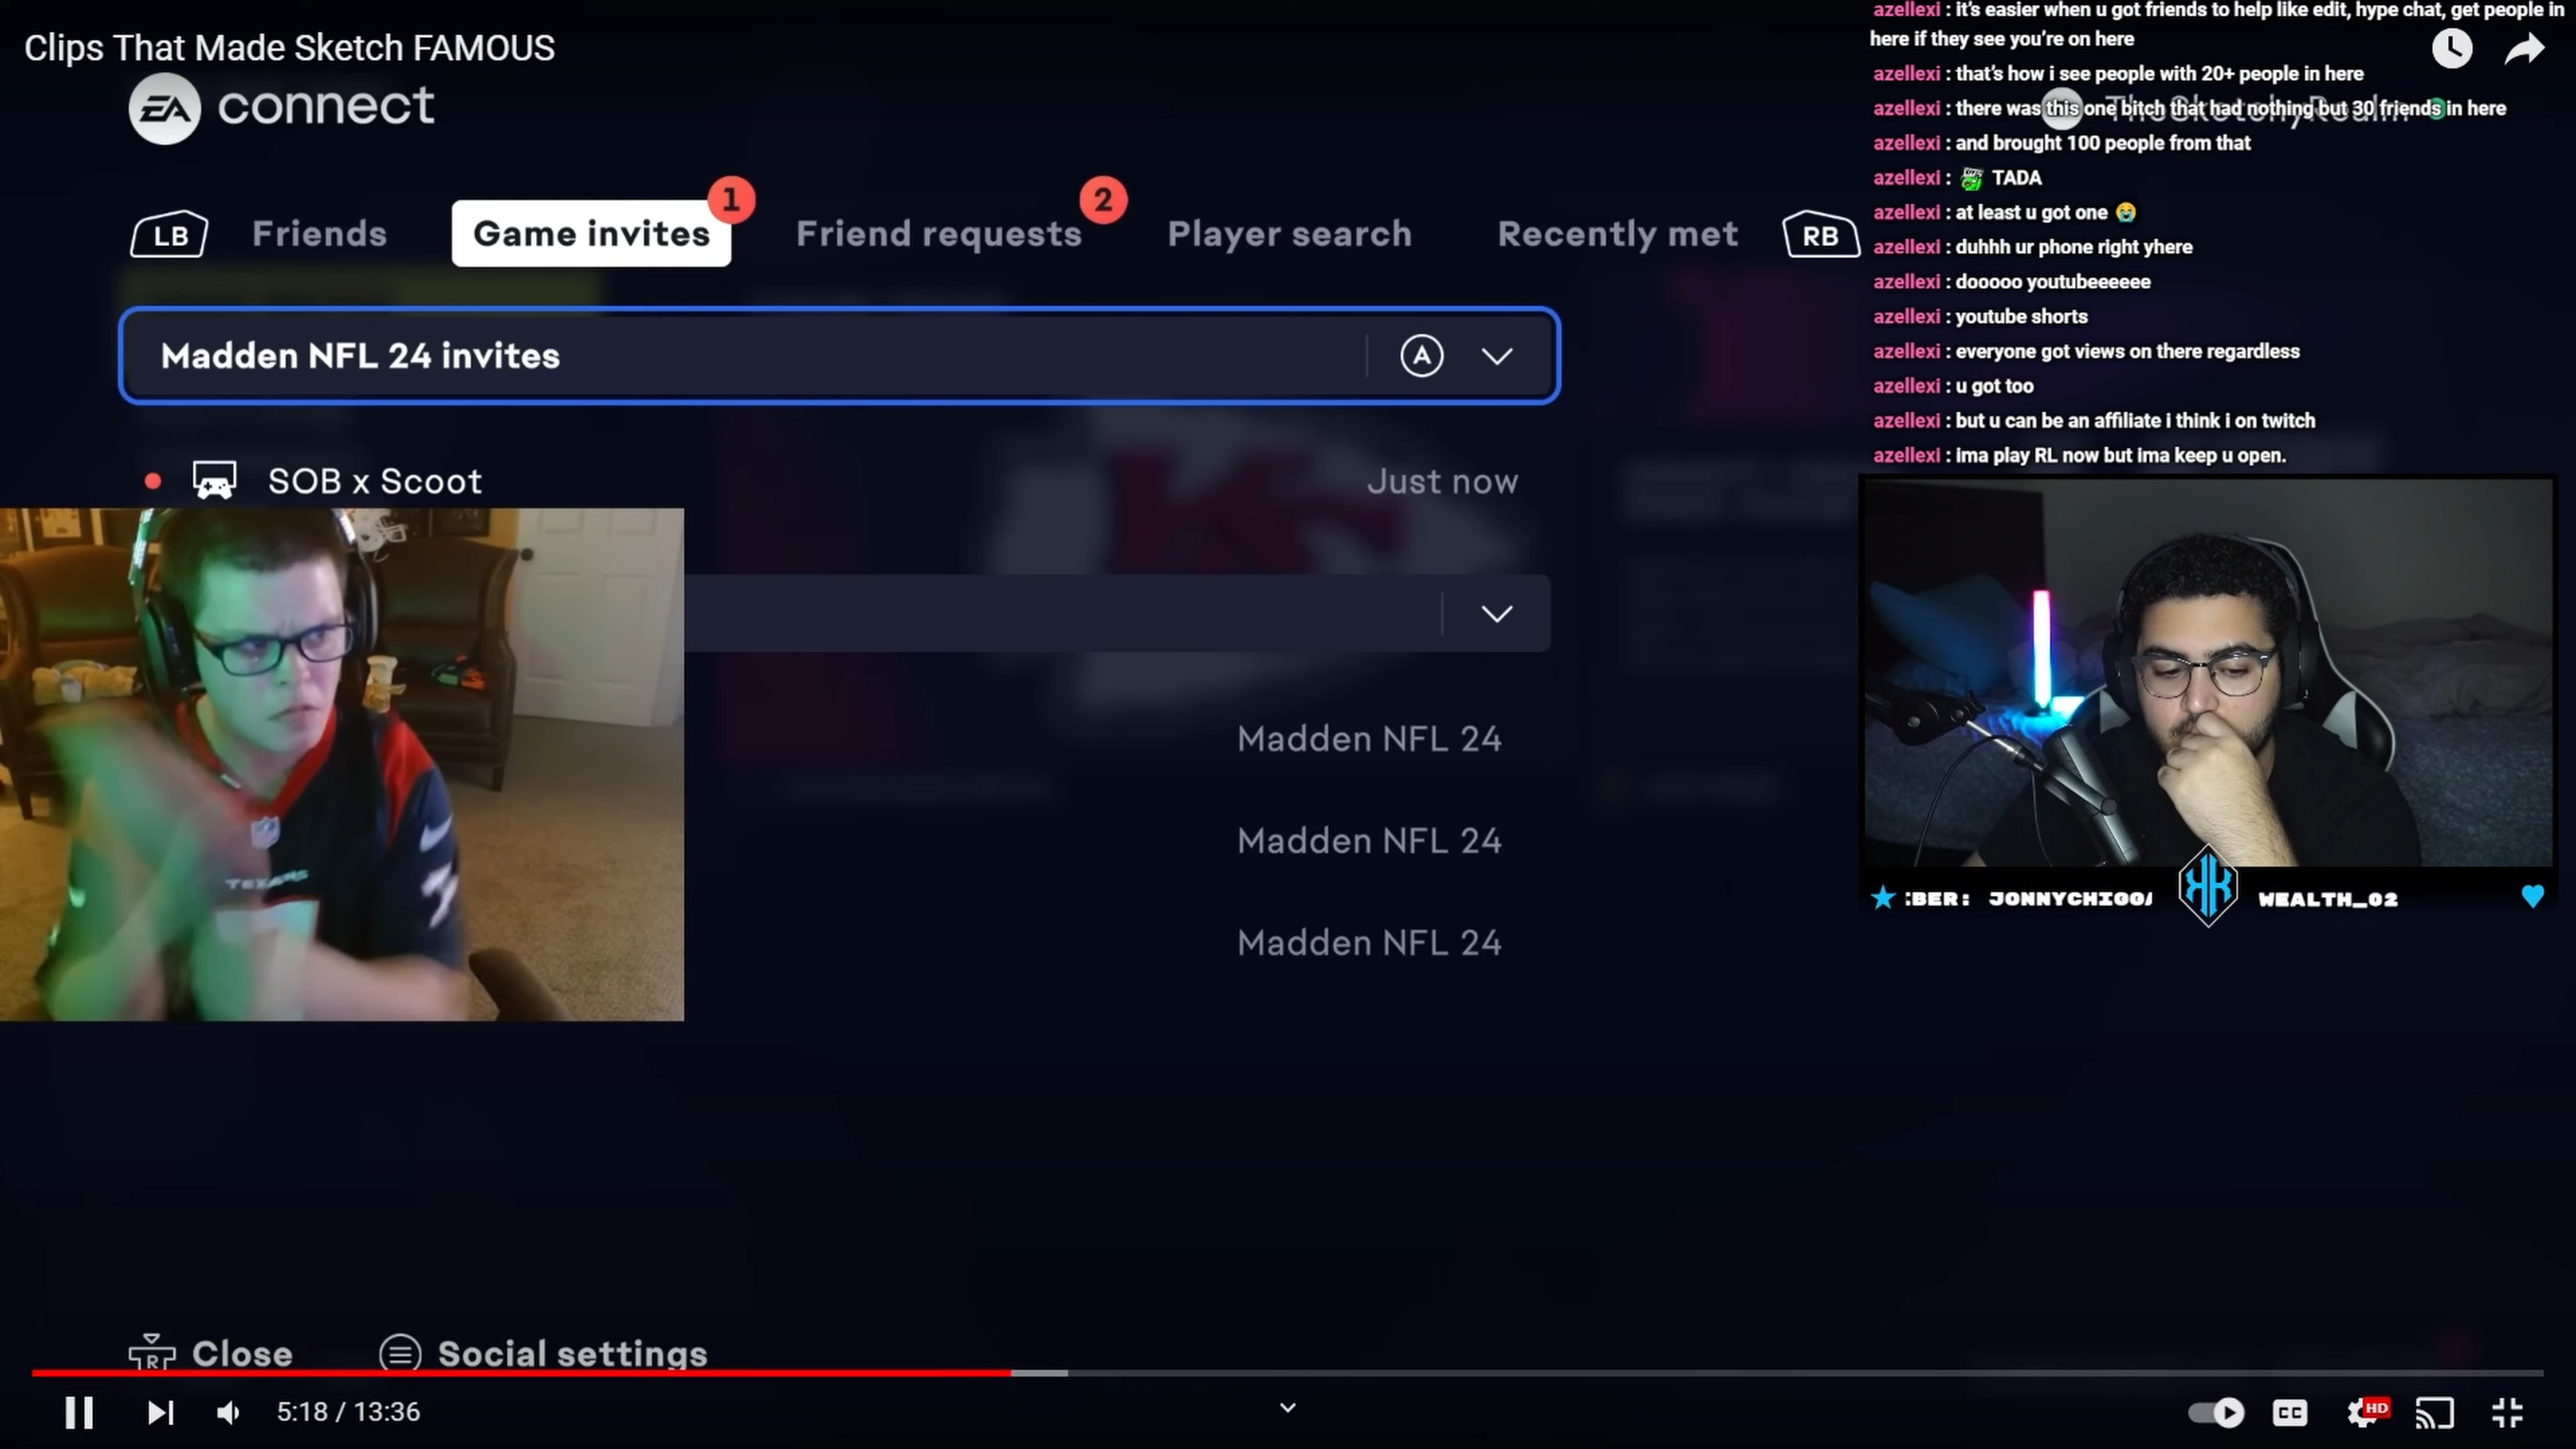 Clips That Made Sketch FAMOUS
EA connect
LB Friends Game invites 1 Friend requests 2 Player search Recently met RB
Madden NFL 24 invites A
SOB x Scoot Just now
Madden NFL 24
Madden NFL 24
Madden NFL 24
TEXANS
R Close Social settings
5:18 / 13:36
CC HD
azellexi : it's easier when u got friends to help like edit, hype chat, get people in
here if they see you're on here
azellexi : that's how i see people with 20+ people in here
azellexi : there was this one bitch that had nothing but 30 friends in here
TheSketchyRealm
azellexi : and brought 100 people from that
azellexi : TADA
azellexi : at least u got one 😭
azellexi : duhhh ur phone right yhere
azellexi : dooooo youtubeeeeee
azellexi : youtube shorts
azellexi : everyone got views on there regardless
azellexi : u got too
azellexi : but u can be an affiliate i think i on twitch
azellexi : ima play RL now but ima keep u open.
BER: JONNYCHIGG WEALTH_02